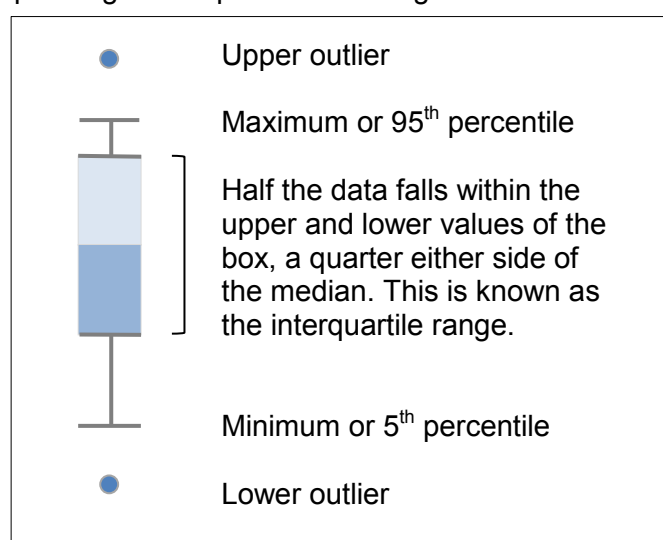 Upper outlier
Maximum or 95th percentile
Half the data falls within the
upper and lower values of the
box, a quarter either side of
the median. This is known as
the interquartile range.
Minimum or 5th percentile
Lower outlier